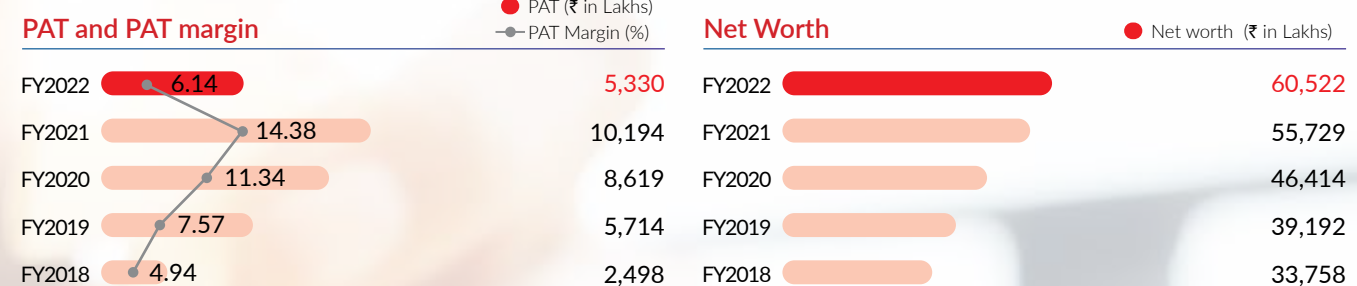 PAT and PAT margin
PAT (₹ in Lakhs)
PAT Margin (%)
FY2022 6.14 5,330
FY2021 14.38 10,194
FY2020 11.34 8,619
FY2019 7.57 5,714
FY2018 4.94 2,498
Net Worth
Net worth (₹ in Lakhs)
FY2022 60,522
FY2021 55,729
FY2020 46,414
FY2019 39,192
FY2018 33,758